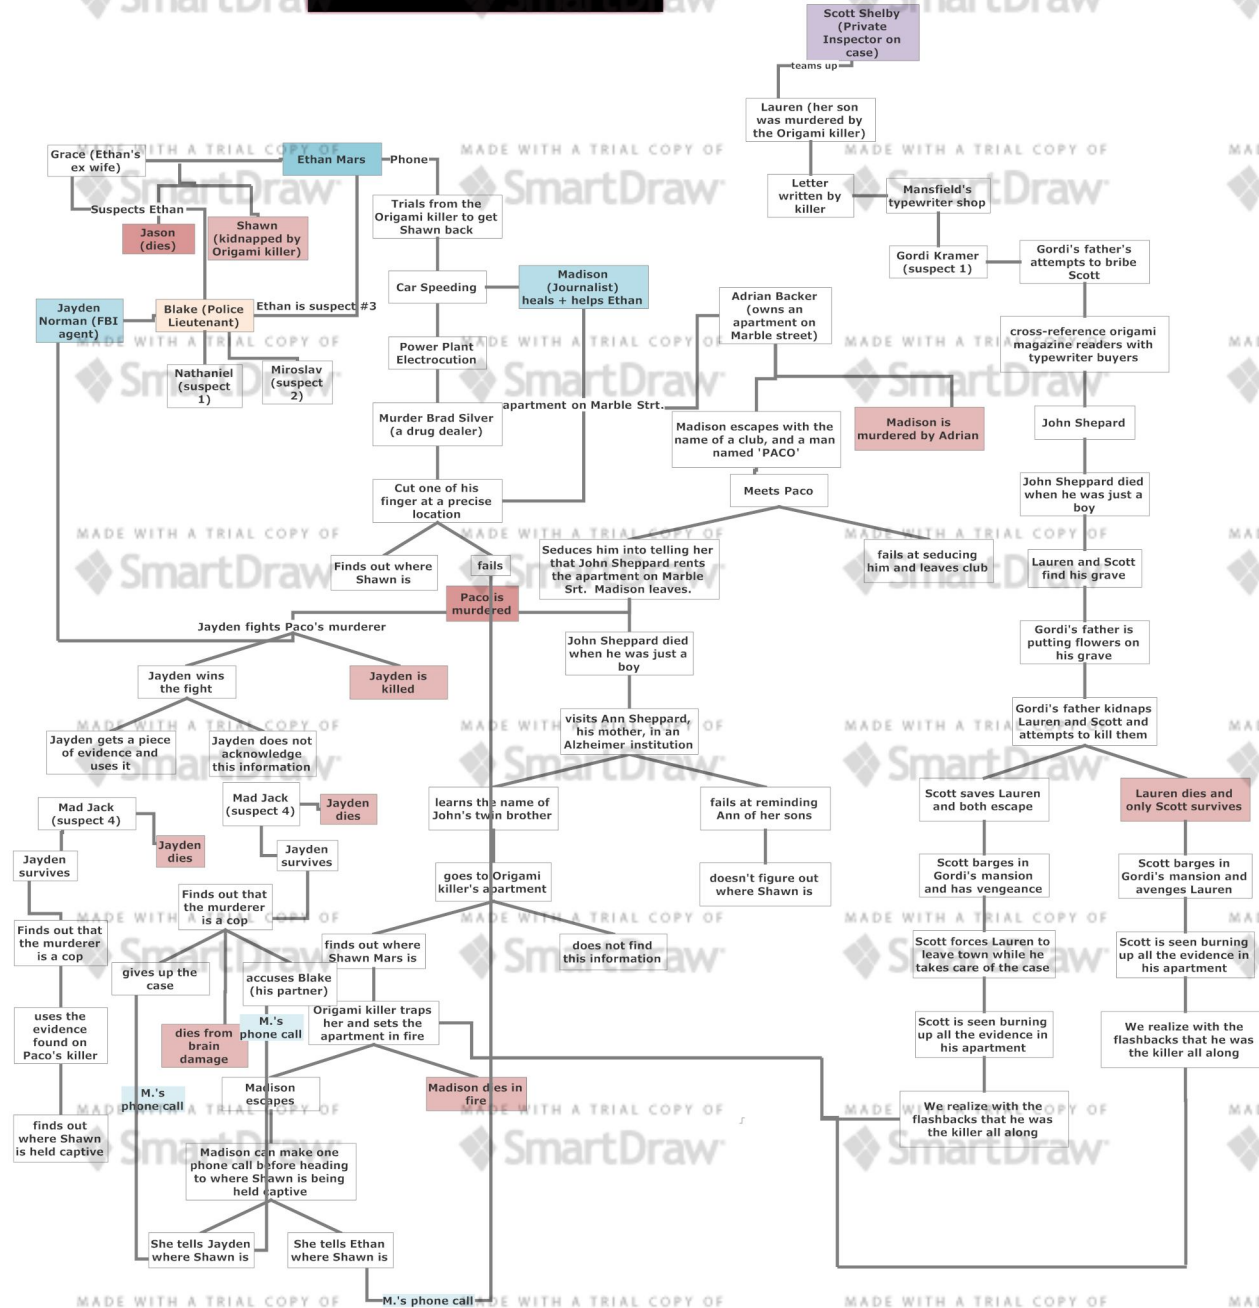 Scott Shelby
(Private
Inspector on
case)
teams up
Lauren (her son
was murdered by
the Origami killer)
Letter
written by
killer
Mansfield's
typewriter shop
Gordi Kramer
(suspect 1)
Gordi's father's
attempts to bribe
Scott
cross-reference origami
magazine readers with
typewriter buyers
John Shepard
John Sheppard died
when he was just a
boy
Lauren and Scott
find his grave
Gordi's father is
putting flowers on
his grave
Gordi's father kidnaps
Lauren and Scott and
attempts to kill them
Scott saves Lauren
and both escape
Lauren dies and
only Scott survives
Scott barges in
Gordi's mansion
and has vengeance
Scott barges in
Gordi's mansion and
avenges Lauren
Scott forces Lauren to
leave town while he
takes care of the case
Scott is seen burning
up all the evidence in
his apartment
Scott is seen burning
up all the evidence in
his apartment
We realize with the
flashbacks that he was
the killer all along
We realize with the
flashbacks that he was
the killer all along
Grace (Ethan's
ex wife)
Ethan Mars
Phone
Suspects Ethan
Jason
(dies)
Shawn
(kidnapped by
Origami killer)
Trials from the
Origami killer to get
Shawn back
Car Speeding
Madison
(Journalist)
heals + helps Ethan
Jayden
Norman (FBI
agent)
Blake (Police
Lieutenant)
Ethan is suspect #3
Nathaniel
(suspect
1)
Miroslav
(suspect
2)
Power Plant
Electrocution
Adrian Backer
(owns an
apartment on
Marble street)
apartment on Marble Strt.
Murder Brad Silver
(a drug dealer)
Madison escapes with the
name of a club, and a man
named 'PACO'
Madison is
murdered by Adrian
Cut one of his
finger at a precise
location
Meets Paco
Finds out where
Shawn is
fails
Seduces him into telling her
that John Sheppard rents
the apartment on Marble
Srt.  Madison leaves.
fails at seducing
him and leaves club
Paco is
murdered
Jayden fights Paco's murderer
John Sheppard died
when he was just a
boy
Jayden wins
the fight
Jayden is
killed
visits Ann Sheppard,
his mother, in an
Alzheimer institution
Jayden gets a piece
of evidence and
uses it
Jayden does not
acknowledge
this information
learns the name of
John's twin brother
fails at reminding
Ann of her sons
Mad Jack
(suspect 4)
Jayden
dies
Mad Jack
(suspect 4)
Jayden
dies
Jayden
survives
Jayden
survives
goes to Origami
killer's apartment
doesn't figure out
where Shawn is
Finds out that
the murderer
is a cop
Finds out that
the murderer
is a cop
finds out where
Shawn Mars is
does not find
this information
gives up the
case
accuses Blake
(his partner)
Origami killer traps
her and sets the
apartment in fire
uses the
evidence
found on
Paco's killer
dies from
brain
damage
M.'s
phone call
M.'s
phone call
Madison
escapes
Madison dies in
fire
finds out
where Shawn
is held captive
Madison can make one
phone call before heading
to where Shawn is being
held captive
She tells Jayden
where Shawn is
She tells Ethan
where Shawn is
M.'s phone call
MADE WITH A TRIAL COPY OF
SmartDraw